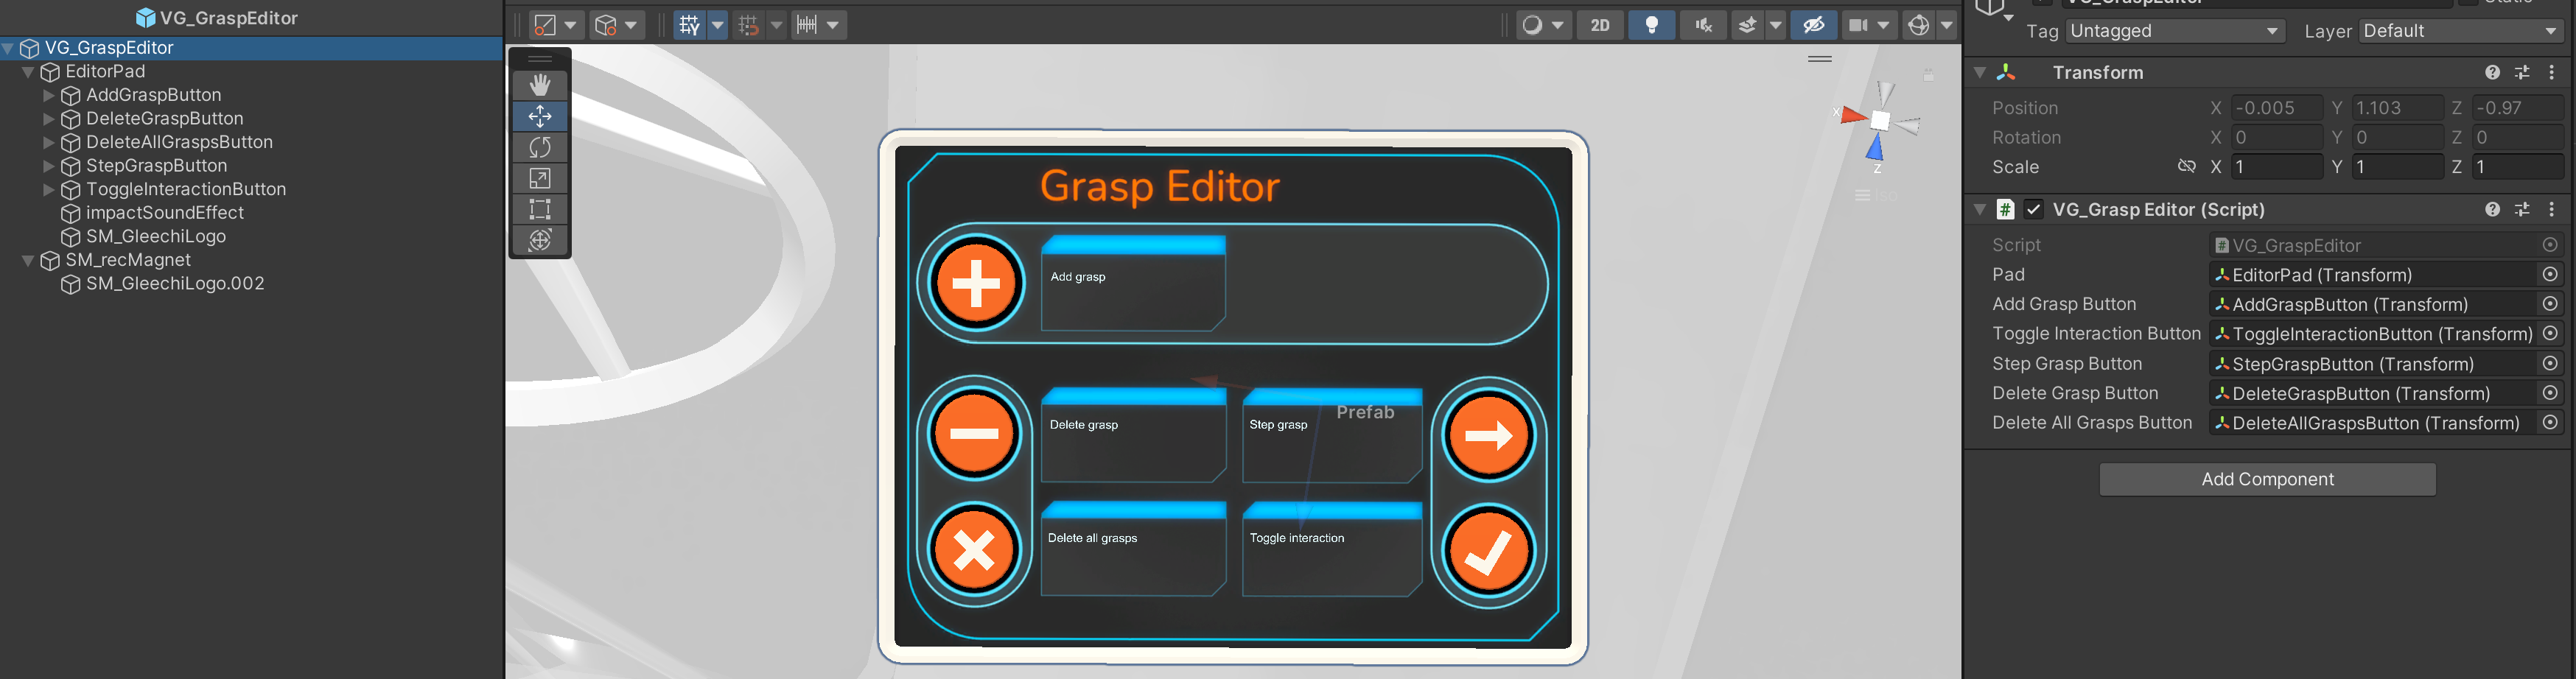 VG_GraspEditor
VG_GraspEditor
EditorPad
AddGraspButton
DeleteGraspButton
DeleteAllGraspsButton
StepGraspButton
ToggleInteractionButton
impactSoundEffect
SM_GleechiLogo
SM_recMagnet
SM_GleechiLogo.002
2D
X
Z
Iso
Grasp Editor
Add grasp
Delete grasp
Step grasp
Prefab
Delete all grasps
Toggle interaction
Tag Untagged Layer Default
Transform
Position X -0.005 Y 1.103 Z -0.97
Rotation X 0 Y 0 Z 0
Scale X 1 Y 1 Z 1
# VG_Grasp Editor (Script)
Script # VG_GraspEditor
Pad EditorPad (Transform)
Add Grasp Button AddGraspButton (Transform)
Toggle Interaction Button ToggleInteractionButton (Transform)
Step Grasp Button StepGraspButton (Transform)
Delete Grasp Button DeleteGraspButton (Transform)
Delete All Grasps Button DeleteAllGraspsButton (Transform)
Add Component